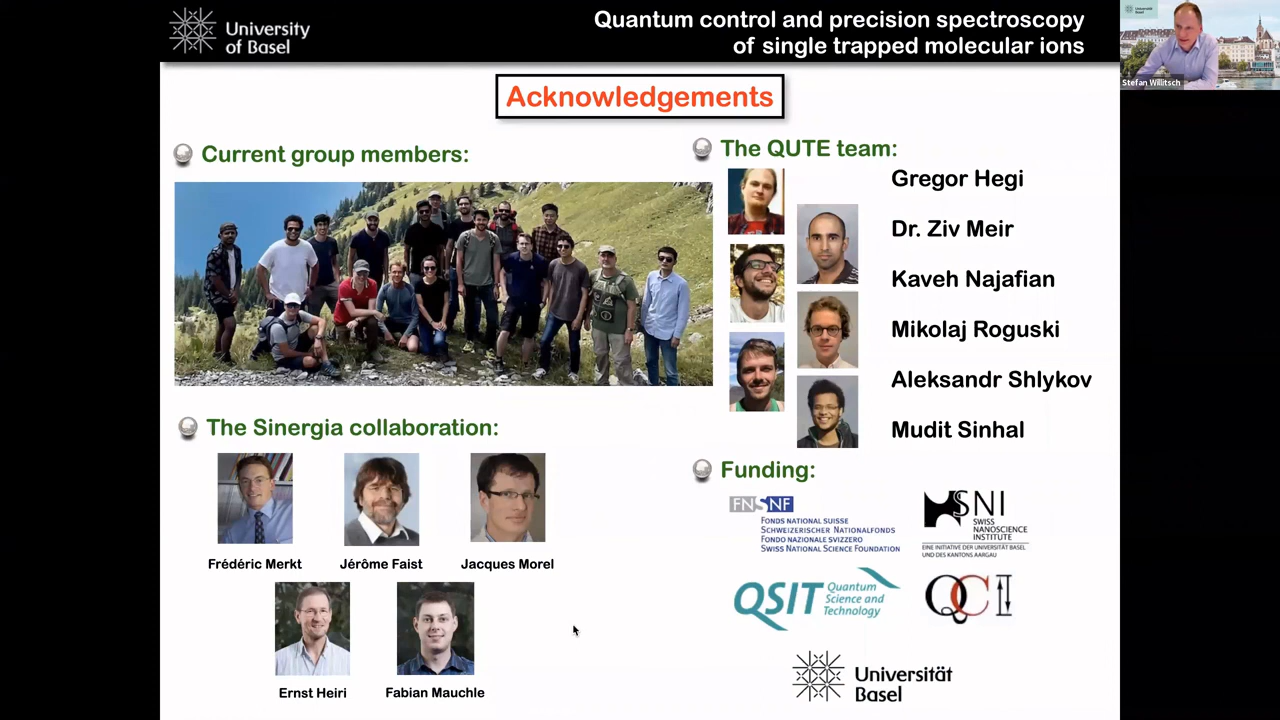 University
of Basel
Quantum control and precision spectroscopy
of single trapped molecular ions
Stefan Willitsch
Acknowledgements
Current group members:
The QUTE team:
Gregor Hegi
Dr. Ziv Meir
Kaveh Najafian
Mikolaj Roguski
Aleksandr Shlykov
Mudit Sinhal
The Sinergia collaboration:
Frédéric Merkt
Jérôme Faist
Jacques Morel
Ernst Heiri
Fabian Mauchle
Funding:
FNSNF
FONDS NATIONAL SUISSE
SCHWEIZERISCHER NATIONALFONDS
FONDO NAZIONALE SVIZZERO
SWISS NATIONAL SCIENCE FOUNDATION
SNI
SWISS
NANOSCIENCE
INSTITUTE
EINE INITIATIVE DER UNIVERSITÄT BASEL
UND DES KANTONS AARGAU
QSIT
Quantum
Science and
Technology
QCI
Universität
Basel